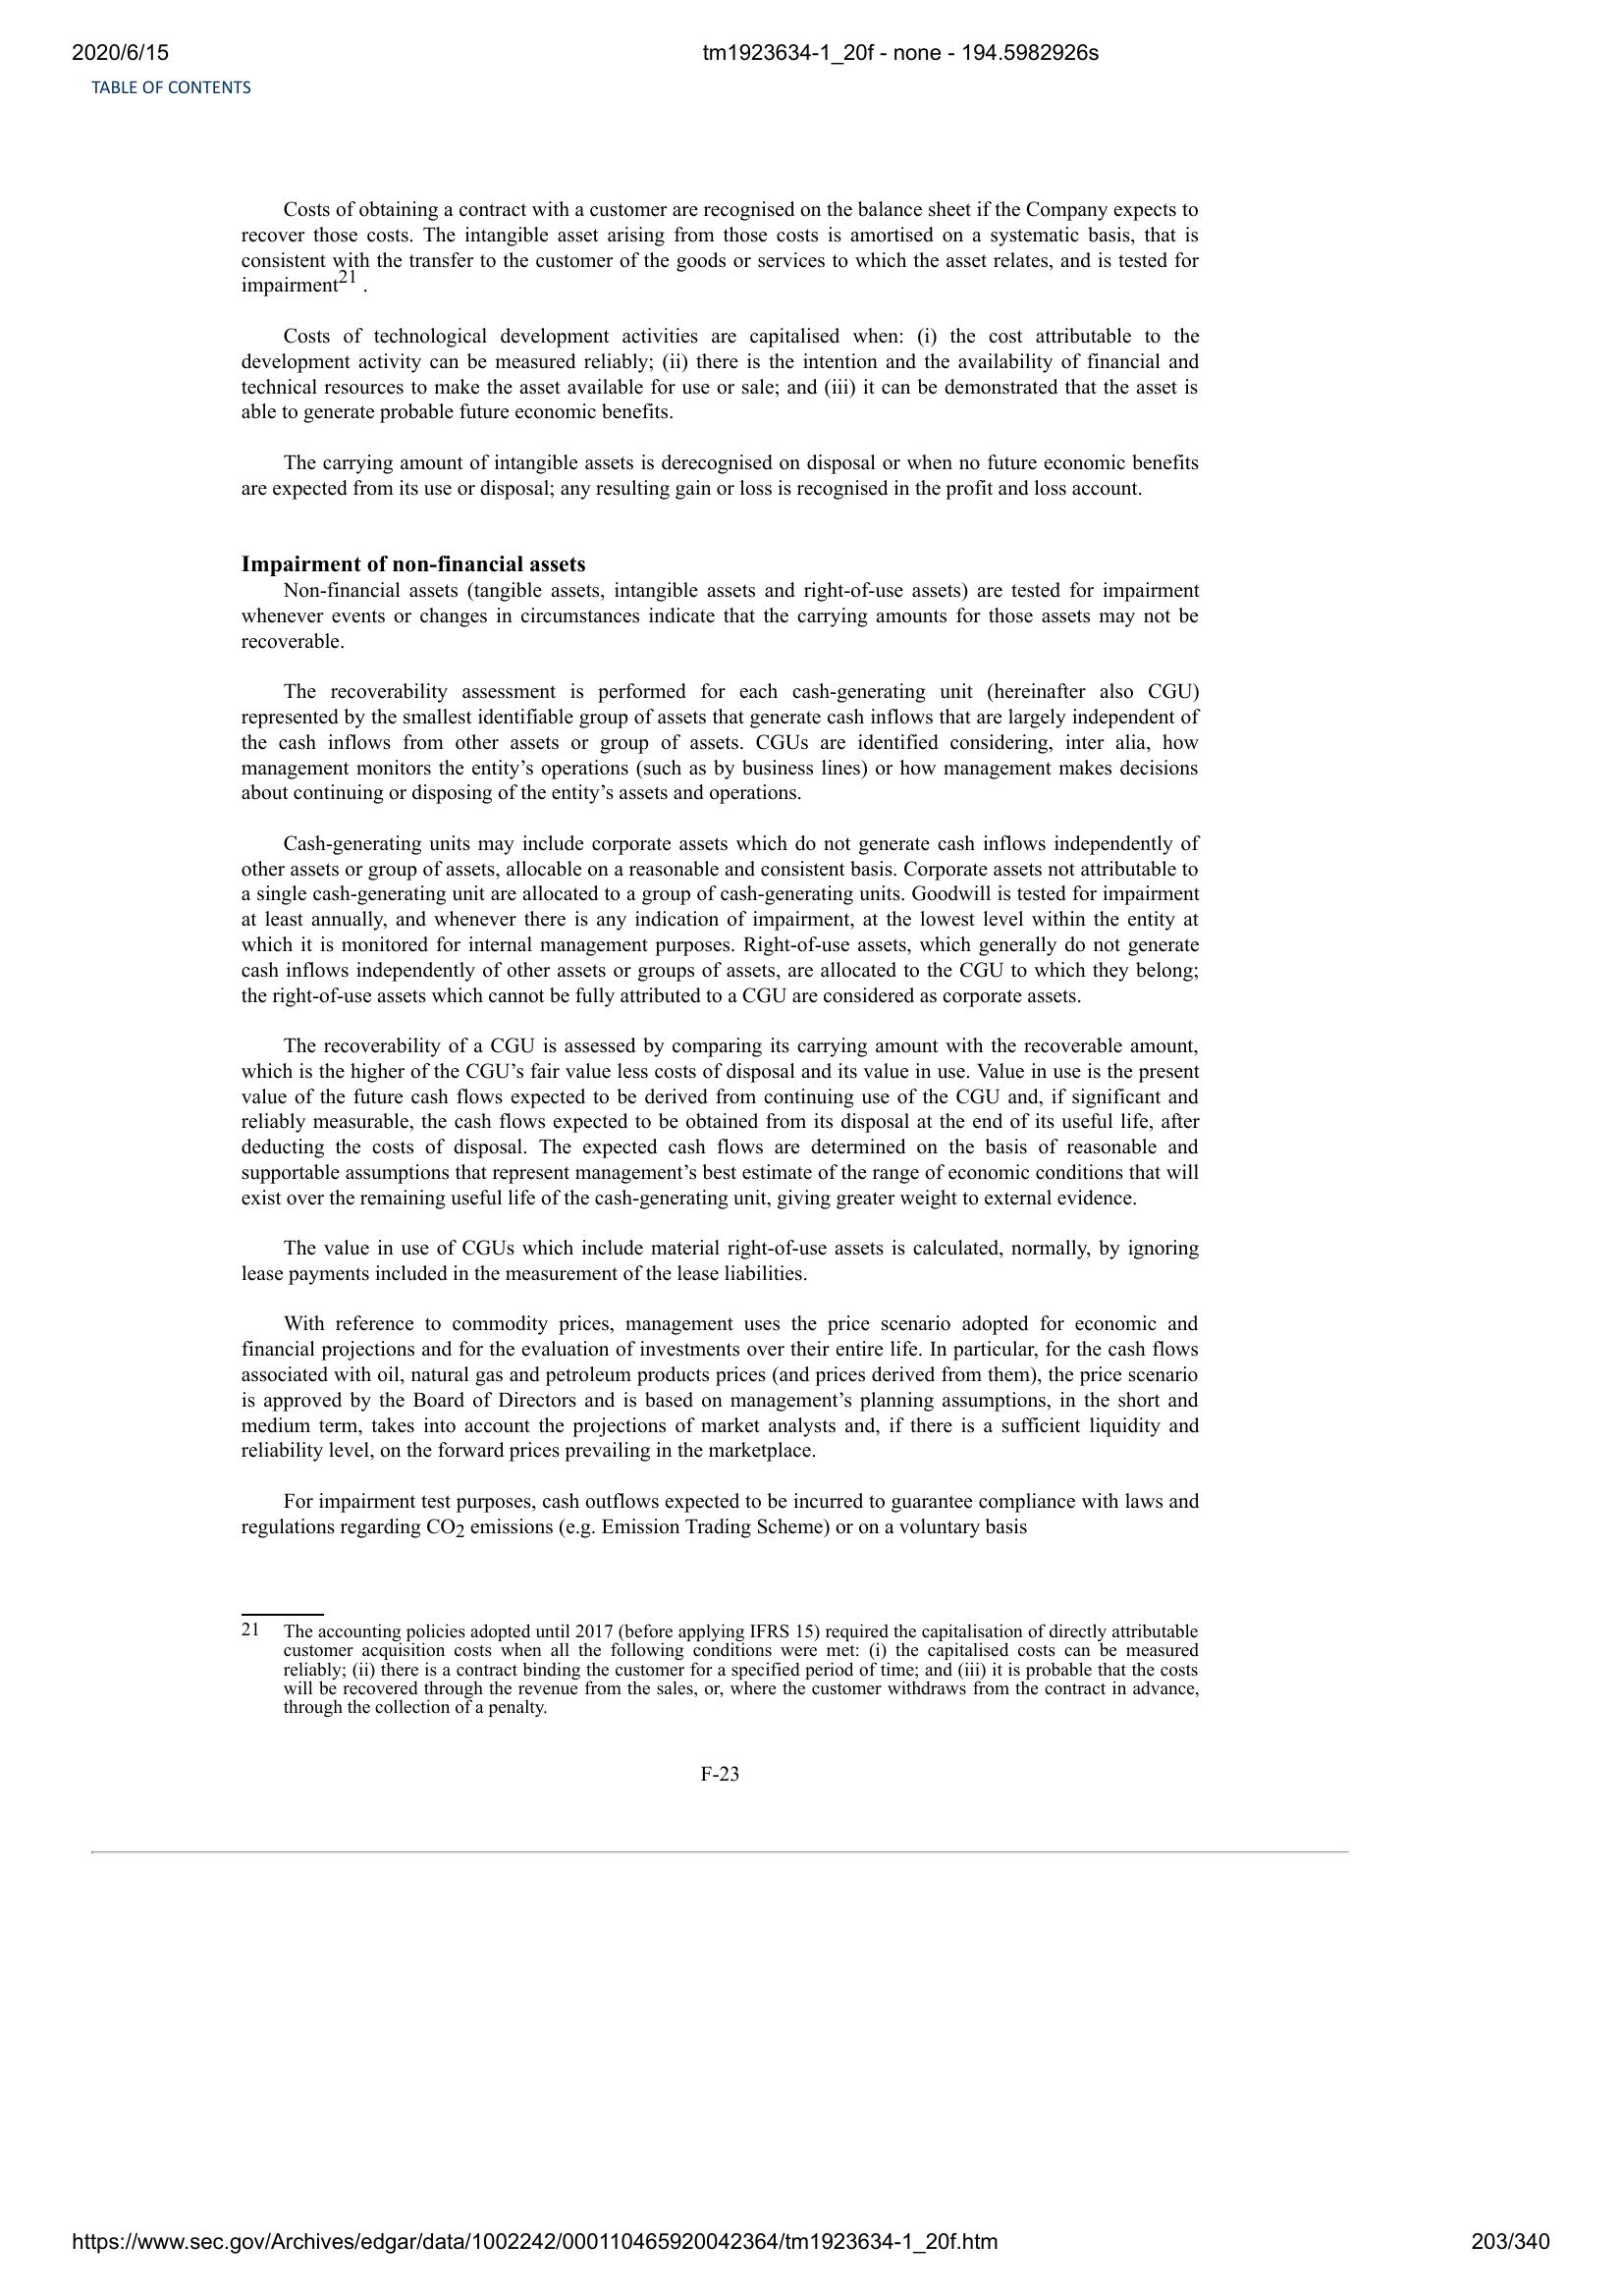 2020/6/15 tm1923634-1_20f - none - 194.5982926s
TABLE OF CONTENTS
Costs of obtaining a contract with a customer are recognised on the balance sheet if the Company expects to
recover those costs. The intangible asset arising from those costs is amortised on a systematic basis, that is
consistent with the transfer to the customer of the goods or services to which the asset relates, and is tested for
impairment21 .
Costs of technological development activities are capitalised when: (i) the cost attributable to the
development activity can be measured reliably; (ii) there is the intention and the availability of financial and
technical resources to make the asset available for use or sale; and (iii) it can be demonstrated that the asset is
able to generate probable future economic benefits.
The carrying amount of intangible assets is derecognised on disposal or when no future economic benefits
are expected from its use or disposal; any resulting gain or loss is recognised in the profit and loss account.
Impairment of non-financial assets
Non-financial assets (tangible assets, intangible assets and right-of-use assets) are tested for impairment
whenever events or changes in circumstances indicate that the carrying amounts for those assets may not be
recoverable.
The recoverability assessment is performed for each cash-generating unit (hereinafter also CGU)
represented by the smallest identifiable group of assets that generate cash inflows that are largely independent of
the cash inflows from other assets or group of assets. CGUs are identified considering, inter alia, how
management monitors the entity’s operations (such as by business lines) or how management makes decisions
about continuing or disposing of the entity’s assets and operations.
Cash-generating units may include corporate assets which do not generate cash inflows independently of
other assets or group of assets, allocable on a reasonable and consistent basis. Corporate assets not attributable to
a single cash-generating unit are allocated to a group of cash-generating units. Goodwill is tested for impairment
at least annually, and whenever there is any indication of impairment, at the lowest level within the entity at
which it is monitored for internal management purposes. Right-of-use assets, which generally do not generate
cash inflows independently of other assets or groups of assets, are allocated to the CGU to which they belong;
the right-of-use assets which cannot be fully attributed to a CGU are considered as corporate assets.
The recoverability of a CGU is assessed by comparing its carrying amount with the recoverable amount,
which is the higher of the CGU’s fair value less costs of disposal and its value in use. Value in use is the present
value of the future cash flows expected to be derived from continuing use of the CGU and, if significant and
reliably measurable, the cash flows expected to be obtained from its disposal at the end of its useful life, after
deducting the costs of disposal. The expected cash flows are determined on the basis of reasonable and
supportable assumptions that represent management’s best estimate of the range of economic conditions that will
exist over the remaining useful life of the cash-generating unit, giving greater weight to external evidence.
The value in use of CGUs which include material right-of-use assets is calculated, normally, by ignoring
lease payments included in the measurement of the lease liabilities.
With reference to commodity prices, management uses the price scenario adopted for economic and
financial projections and for the evaluation of investments over their entire life. In particular, for the cash flows
associated with oil, natural gas and petroleum products prices (and prices derived from them), the price scenario
is approved by the Board of Directors and is based on management’s planning assumptions, in the short and
medium term, takes into account the projections of market analysts and, if there is a sufficient liquidity and
reliability level, on the forward prices prevailing in the marketplace.
For impairment test purposes, cash outflows expected to be incurred to guarantee compliance with laws and
regulations regarding CO2 emissions (e.g. Emission Trading Scheme) or on a voluntary basis
21 The accounting policies adopted until 2017 (before applying IFRS 15) required the capitalisation of directly attributable
customer acquisition costs when all the following conditions were met: (i) the capitalised costs can be measured
reliably; (ii) there is a contract binding the customer for a specified period of time; and (iii) it is probable that the costs
will be recovered through the revenue from the sales, or, where the customer withdraws from the contract in advance,
through the collection of a penalty.
F-23
https://www.sec.gov/Archives/edgar/data/1002242/000110465920042364/tm1923634-1_20f.htm 203/340